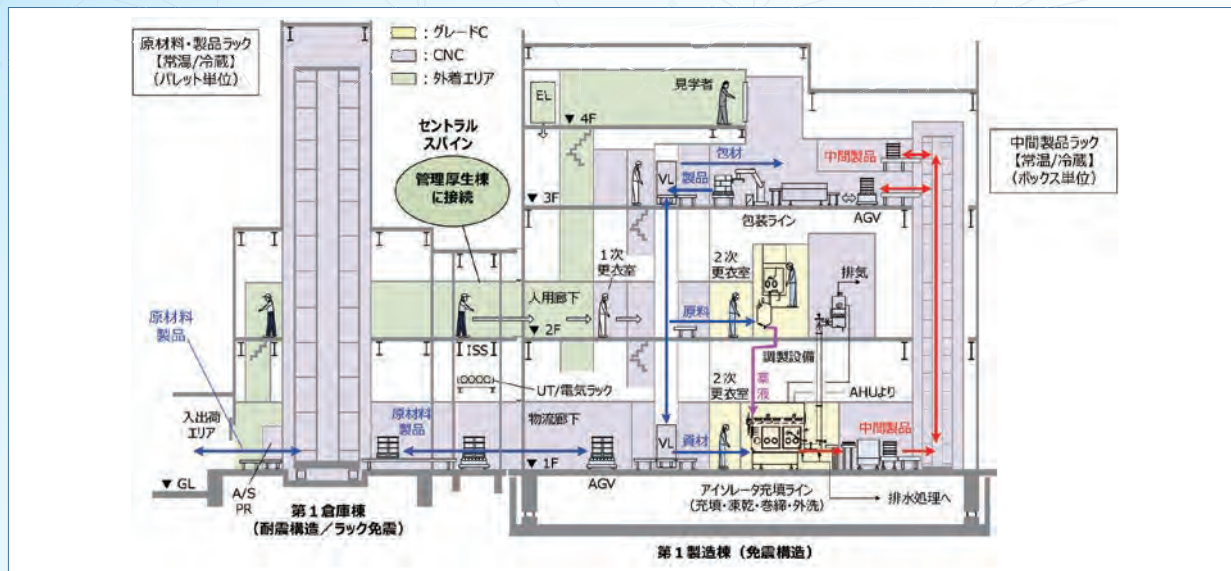 原材料・製品ラック
【常温/冷蔵】
(パレット単位)
：グレードC
：CNC
：外着エリア
セントラル
スパイン
管理厚生棟
に接続
EL
▼ 4F
見学者
中間製品ラック
【常温/冷蔵】
(ボックス単位)
包材
製品
VL
中間製品
▼ 3F
包装ライン
AGV
1次
更衣室
2次
更衣室
排気
人用廊下
原料
▼ 2F
原材料
製品
ISS
UT/電気ラック
調製設備
2次
更衣室
薬
液
AHUより
入出荷
エリア
原材料
製品
物流廊下
VL
資材
中間製品
▼ 1F
▼ GL
A/S
PR
AGV
アイソレータ充填ライン
(充填・凍乾・巻締・外洗)
排水処理へ
第1倉庫棟
(耐震構造／ラック免震)
第1製造棟(免震構造)